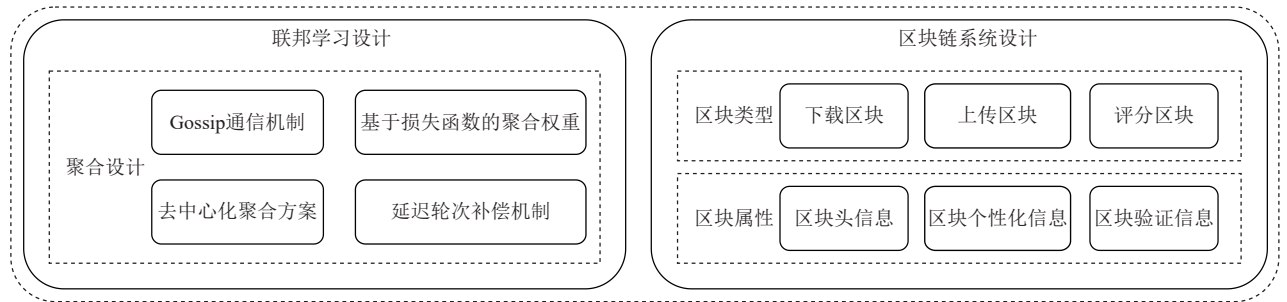 联邦学习设计
聚合设计
Gossip通信机制
基于损失函数的聚合权重
去中心化聚合方案
延迟轮次补偿机制
区块链系统设计
区块类型
下载区块
上传区块
评分区块
区块属性
区块头信息
区块个性化信息
区块验证信息